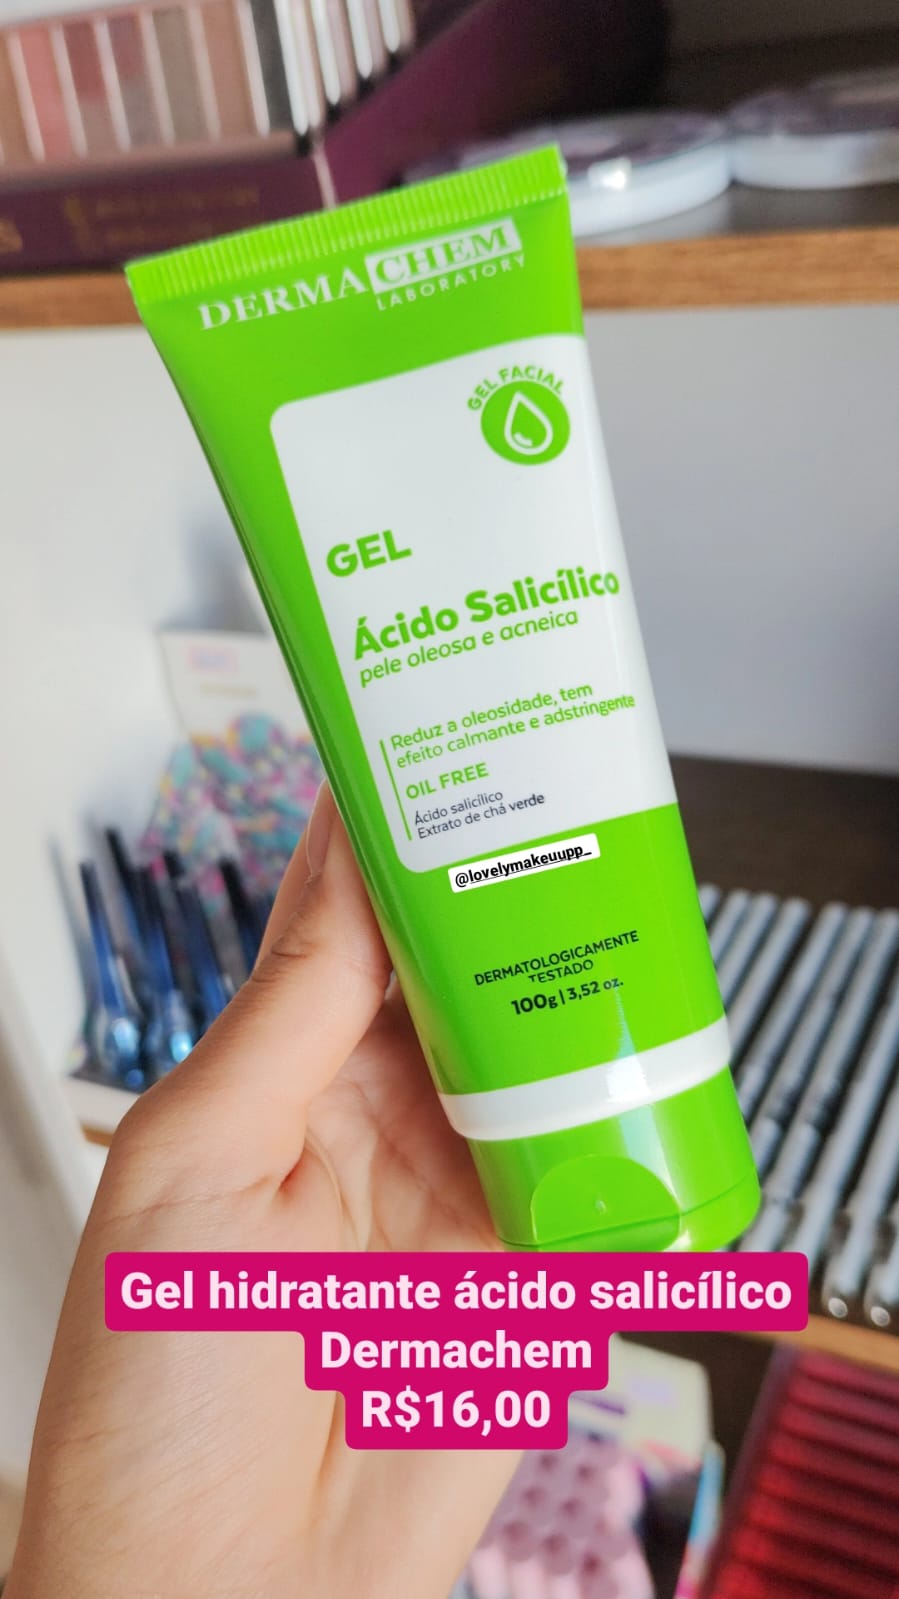 DERMACHEM
LABORATORY
GEL FACIAL
GEL
Ácido Salicílico
pele oleosa e acneica
Reduz a oleosidade, tem
efeito calmante e adstringente
OIL FREE
Ácido salicílico
Extrato de chá verde
@lovelymakeuupp_
DERMATOLOGICAMENTE
TESTADO
100g | 3,52 oz.
Gel hidratante ácido salicílico
Dermachem
R$16,00